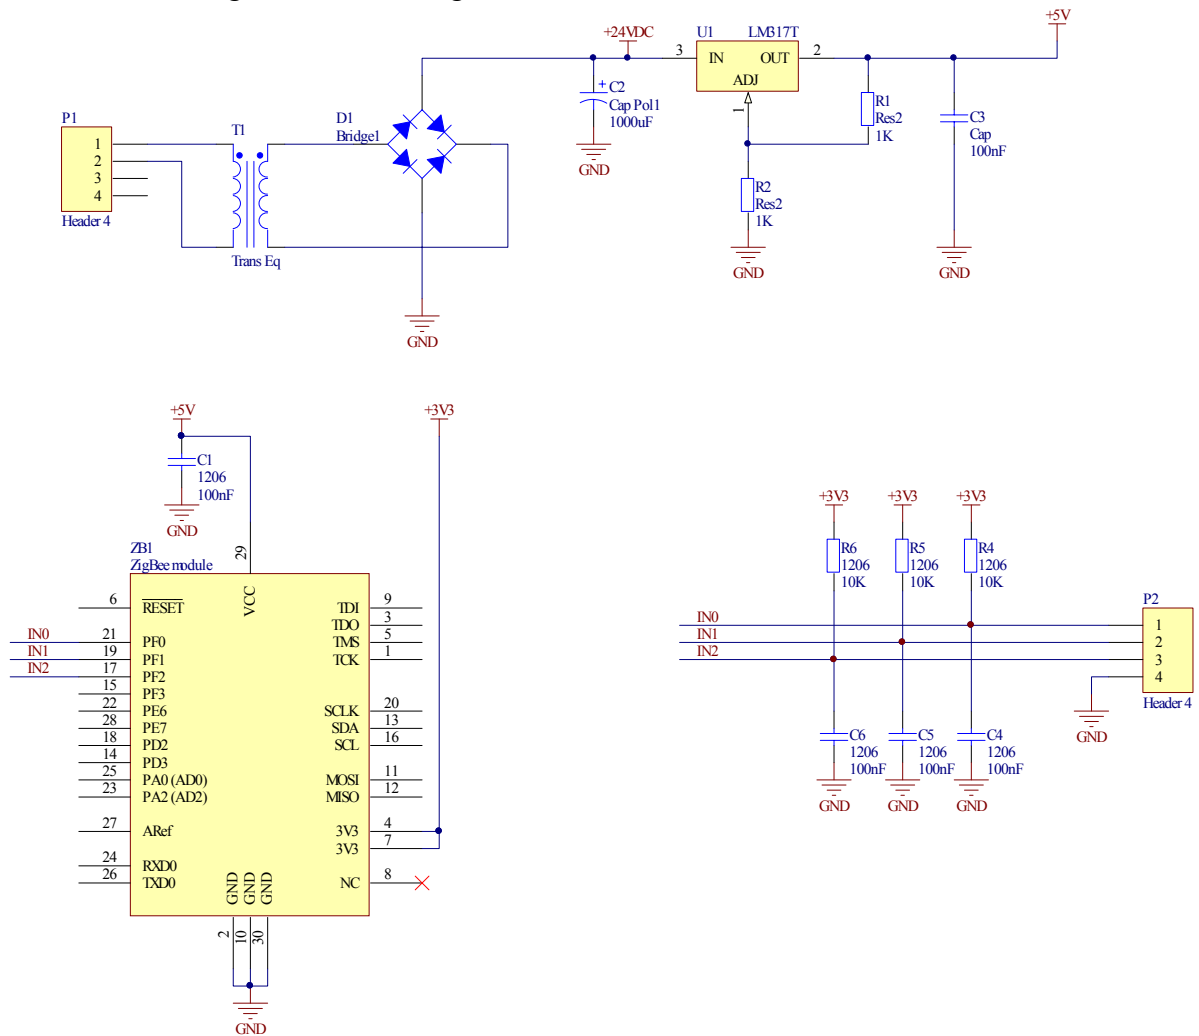 +5V
+24VDC
U1 LM317T
3 IN OUT 2
ADJ
1
C2
Cap Pol1
1000uF
GND
R1
Res2
1K
C3
Cap
100nF
GND
R2
Res2
1K
GND
P1
1
2
3
4
Header 4
T1
Trans Eq
D1
Bridge1
GND
+5V
+3V3
C1
1206
100nF
GND
29
ZB1
ZigBee module
VCC
6 RESET
IN0 21 PF0
IN1 19 PF1
IN2 17 PF2
15 PF3
22 PE6
28 PE7
18 PD2
14 PD3
25 PA0 (AD0)
23 PA2 (AD2)
27 ARef
24 RXD0
26 TXD0
TDI 9
TDO 3
TMS 5
TCK 1
SCLK 20
SDA 13
SCL 16
MOSI 11
MISO 12
3V3 4
3V3 7
NC 8
GND GND GND
2 10 30
GND
+3V3 +3V3 +3V3
R6
1206
10K
R5
1206
10K
R4
1206
10K
IN0
IN1
IN2
P2
1
2
3
4
Header 4
GND
C6
1206
100nF
GND
C5
1206
100nF
GND
C4
1206
100nF
GND